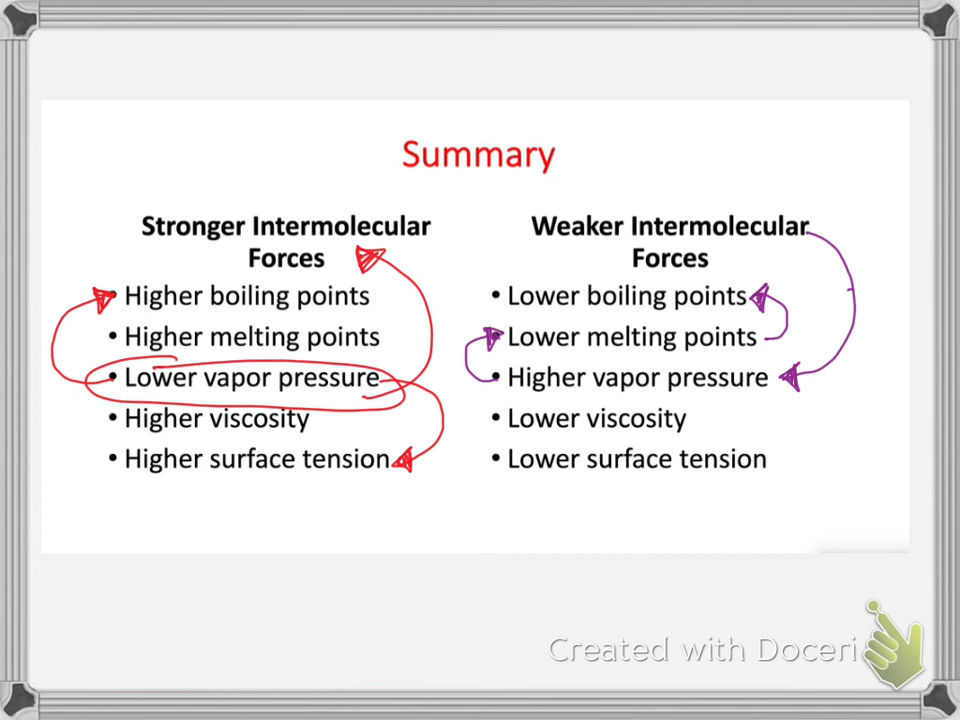 Summary
Stronger Intermolecular
Forces
• Higher boiling points
• Higher melting points
• Lower vapor pressure
• Higher viscosity
• Higher surface tension
Weaker Intermolecular
Forces
• Lower boiling points
• Lower melting points
• Higher vapor pressure
• Lower viscosity
• Lower surface tension
Created with Doceri